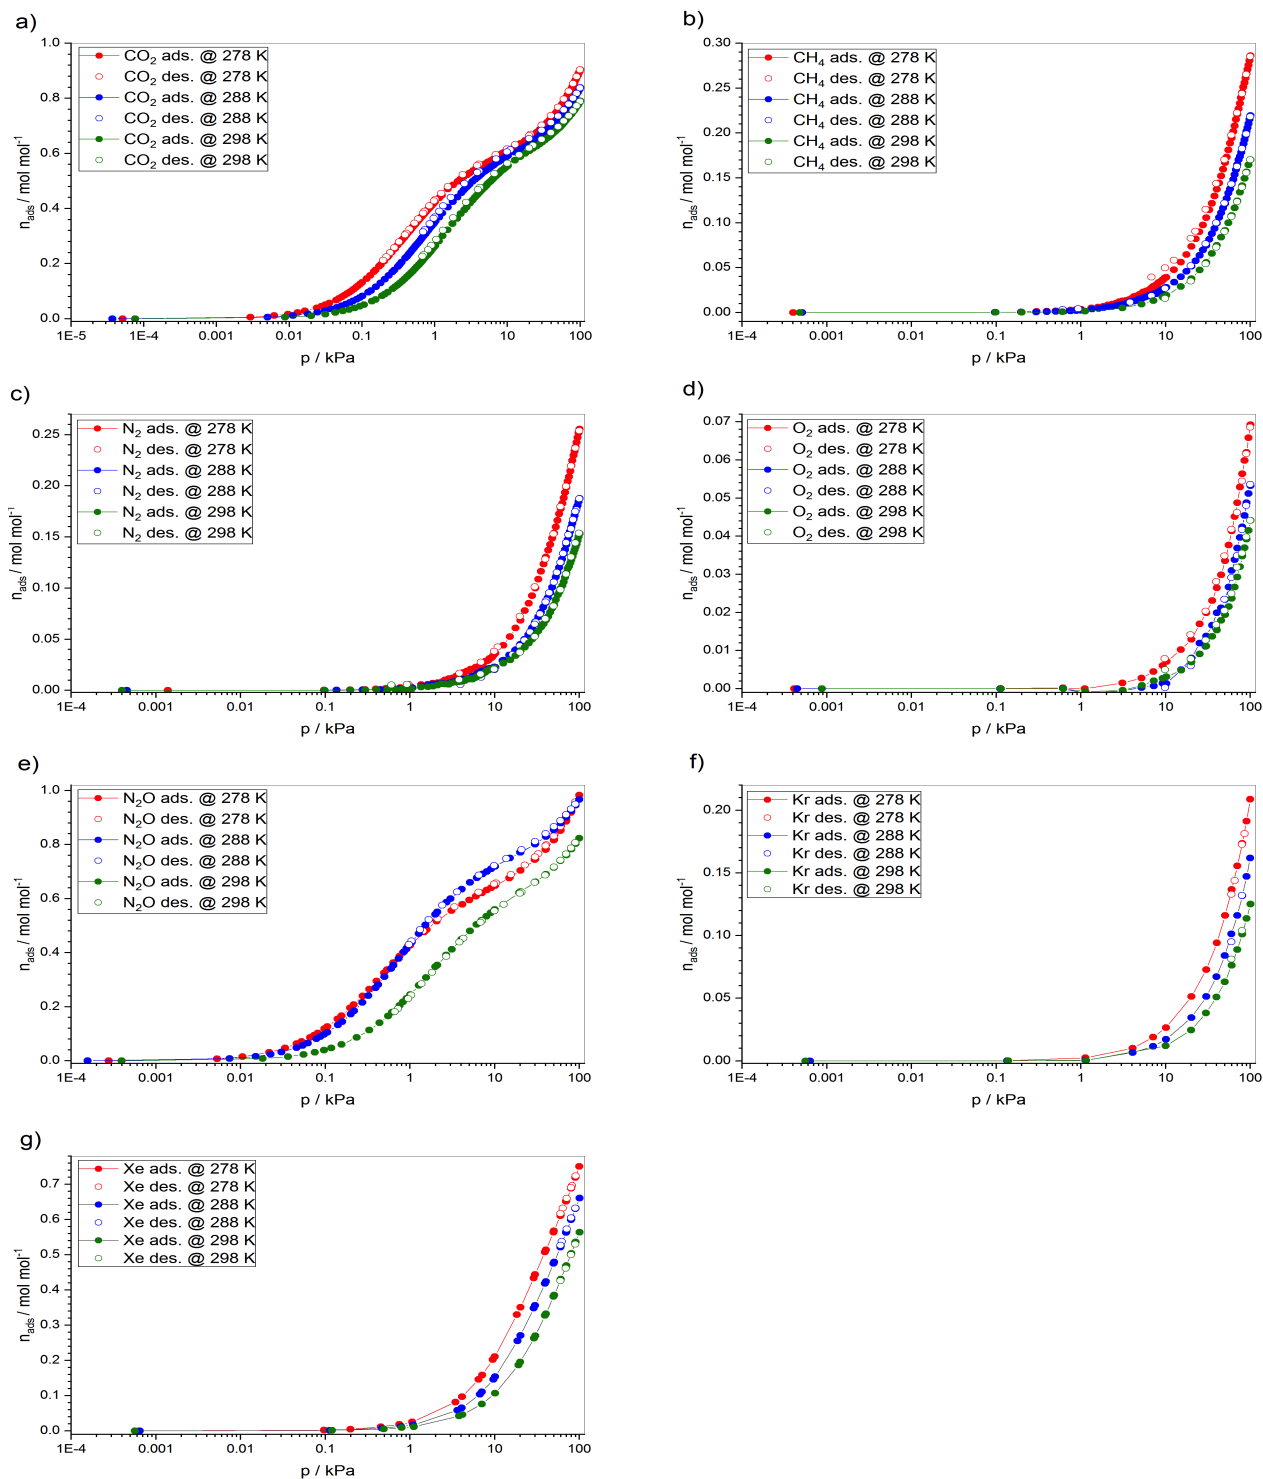 a)
CO2 ads. @ 278 K
CO2 des. @ 278 K
CO2 ads. @ 288 K
CO2 des. @ 288 K
CO2 ads. @ 298 K
CO2 des. @ 298 K
nads / mol mol-1
1.0
0.8
0.6
0.4
0.2
0.0
1E-5 1E-4 0.001 0.01 0.1 1 10 100
p / kPa
b)
CH4 ads. @ 278 K
CH4 des. @ 278 K
CH4 ads. @ 288 K
CH4 des. @ 288 K
CH4 ads. @ 298 K
CH4 des. @ 298 K
nads / mol mol-1
0.30
0.25
0.20
0.15
0.10
0.05
0.00
1E-4 0.001 0.01 0.1 1 10 100
p / kPa
c)
N2 ads. @ 278 K
N2 des. @ 278 K
N2 ads. @ 288 K
N2 des. @ 288 K
N2 ads. @ 298 K
N2 des. @ 298 K
nads / mol mol-1
0.25
0.20
0.15
0.10
0.05
0.00
1E-4 0.001 0.01 0.1 1 10 100
p / kPa
d)
O2 ads. @ 278 K
O2 des. @ 278 K
O2 ads. @ 288 K
O2 des. @ 288 K
O2 ads. @ 298 K
O2 des. @ 298 K
nads / mol mol-1
0.07
0.06
0.05
0.04
0.03
0.02
0.01
0.00
1E-4 0.001 0.01 0.1 1 10 100
p / kPa
e)
N2O ads. @ 278 K
N2O des. @ 278 K
N2O ads. @ 288 K
N2O des. @ 288 K
N2O ads. @ 298 K
N2O des. @ 298 K
nads / mol mol-1
1.0
0.8
0.6
0.4
0.2
0.0
1E-4 0.001 0.01 0.1 1 10 100
p / kPa
f)
Kr ads. @ 278 K
Kr des. @ 278 K
Kr ads. @ 288 K
Kr des. @ 288 K
Kr ads. @ 298 K
Kr des. @ 298 K
nads / mol mol-1
0.20
0.15
0.10
0.05
0.00
1E-4 0.001 0.01 0.1 1 10 100
p / kPa
g)
Xe ads. @ 278 K
Xe des. @ 278 K
Xe ads. @ 288 K
Xe des. @ 288 K
Xe ads. @ 298 K
Xe des. @ 298 K
nads / mol mol-1
0.7
0.6
0.5
0.4
0.3
0.2
0.1
0.0
1E-4 0.001 0.01 0.1 1 10 100
p / kPa